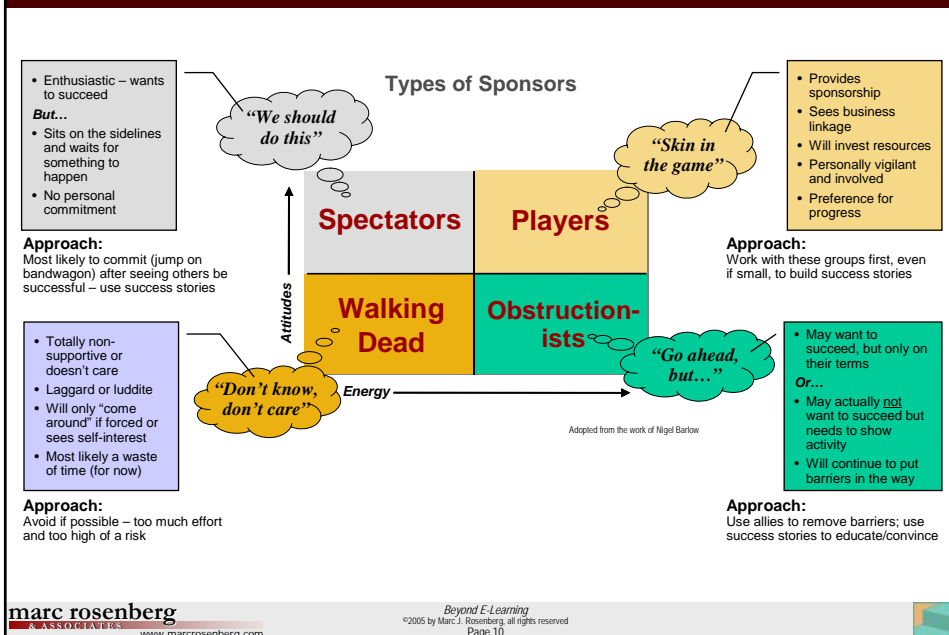 Types of Sponsors
• Enthusiastic – wants
to succeed
But…
• Sits on the sidelines
and waits for
something to
happen
• No personal
commitment
Approach:
Most likely to commit (jump on
bandwagon) after seeing others be
successful – use success stories
“We should
do this”
“Skin in
the game”
• Provides
sponsorship
• Sees business
linkage
• Will invest resources
• Personally vigilant
and involved
• Preference for
progress
Approach:
Work with these groups first, even
if small, to build success stories
Spectators
Players
Walking
Dead
Obstruction-
ists
Attitudes
Energy
• Totally non-
supportive or
doesn’t care
• Laggard or luddite
• Will only “come
around” if forced or
sees self-interest
• Most likely a waste
of time (for now)
Approach:
Avoid if possible – too much effort
and too high of a risk
“Don’t know,
don’t care”
“Go ahead,
but…”
Adopted from the work of Nigel Barlow
• May want to
succeed, but only on
their terms
Or…
• May actually not
want to succeed but
needs to show
activity
• Will continue to put
barriers in the way
Approach:
Use allies to remove barriers; use
success stories to educate/convince
marc rosenberg
& ASSOCIATES
www.marcrosenberg.com
Beyond E-Learning
©2005 by Marc J. Rosenberg, all rights reserved
Page 10